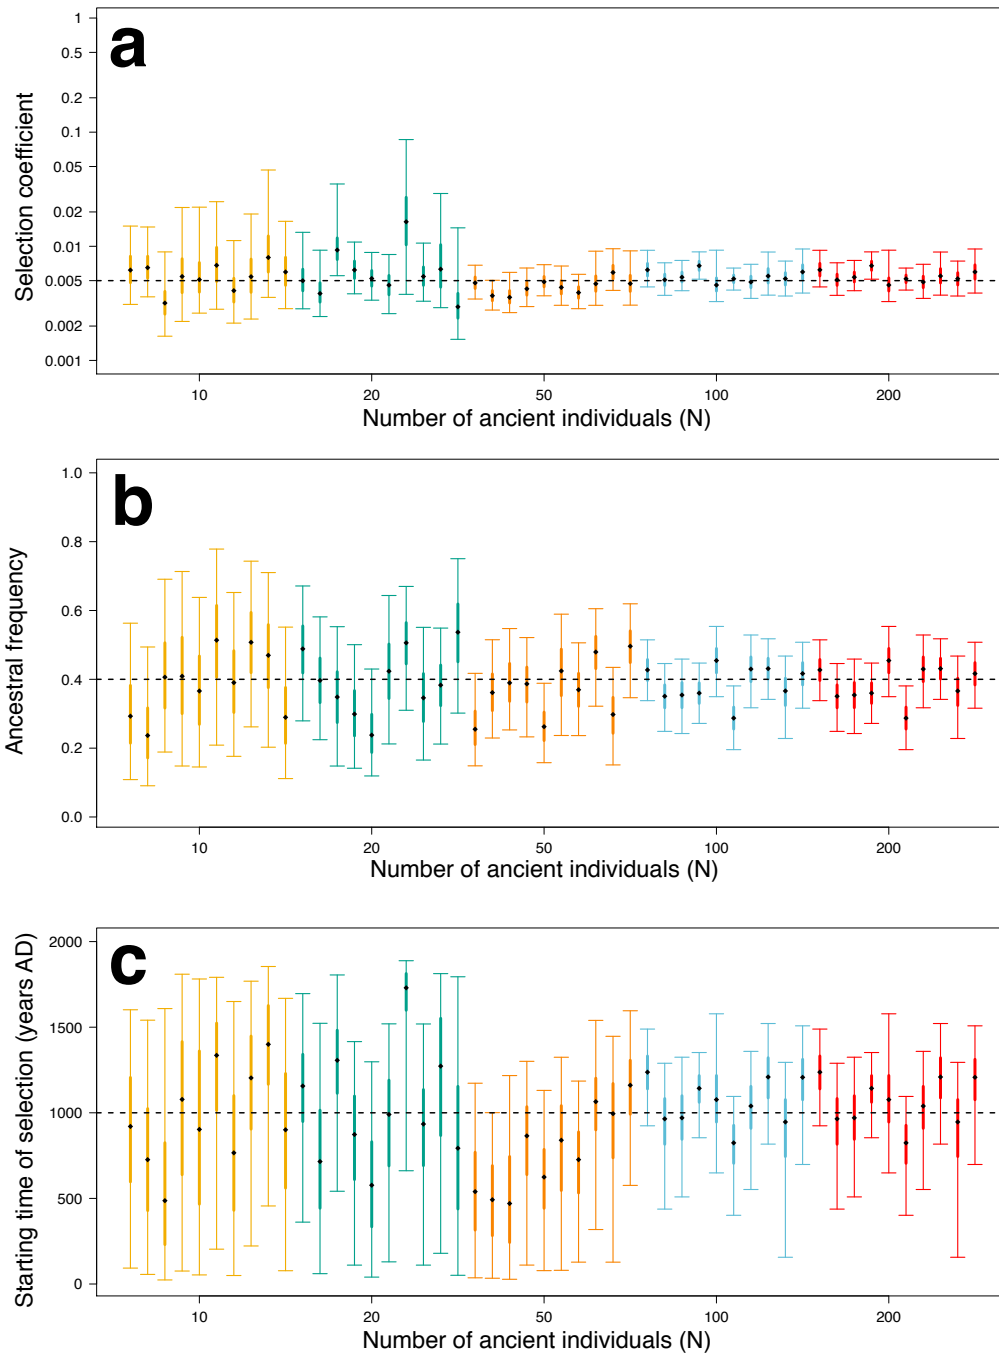 a
Selection coefficient
1
0.5
0.2
0.1
0.05
0.02
0.01
0.005
0.002
0.001
10 20 50 100 200
Number of ancient individuals (N)
b
Ancestral frequency
1.0
0.8
0.6
0.4
0.2
0.0
10 20 50 100 200
Number of ancient individuals (N)
c
Starting time of selection (years AD)
2000
1500
1000
500
0
10 20 50 100 200
Number of ancient individuals (N)